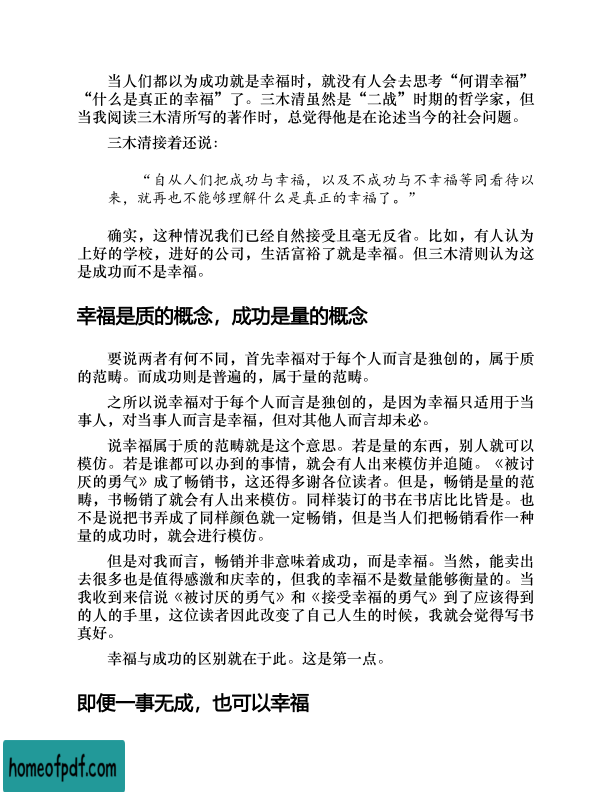 当人们都以为成功就是幸福时，就没有人会去思考“何谓幸福”
“什么是真正的幸福”了。三木清虽然是“二战”时期的哲学家，但
当我阅读三木清所写的著作时，总觉得他是在论述当今的社会问题。
三木清接着还说：
“自从人们把成功与幸福，以及不成功与不幸福等同看待以
来，就再也不能够理解什么是真正的幸福了。”
确实，这种情况我们已经自然接受且毫无反省。比如，有人认为
上好的学校，进好的公司，生活富裕了就是幸福。但三木清则认为这
是成功而不是幸福。
幸福是质的概念，成功是量的概念
要说两者有何不同，首先幸福对于每个人而言是独创的，属于质
的范畴。而成功则是普遍的，属于量的范畴。
之所以说幸福对于每个人而言是独创的，是因为幸福只适用于当
事人，对当事人而言是幸福，但对其他人而言却未必。
说幸福属于质的范畴就是这个意思。若是量的东西，别人就可以
模仿。若是谁都可以办到的事情，就会有人出来模仿并追随。《被讨
厌的勇气》成了畅销书，这还得多谢各位读者。但是，畅销是量的范
畴，书畅销了就会有人出来模仿。同样装订的书在书店比比皆是。也
不是说把书弄成了同样颜色就一定畅销，但是当人们把畅销看作一种
量的成功时，就会进行模仿。
但是对我而言，畅销并非意味着成功，而是幸福。当然，能卖出
去很多也是值得感激和庆幸的，但我的幸福不是数量能够衡量的。当
我收到来信说《被讨厌的勇气》和《接受幸福的勇气》到了应该得到
的人的手里，这位读者因此改变了自己人生的时候，我就会觉得写书
真好。
幸福与成功的区别就在于此。这是第一点。
即便一事无成，也可以幸福
homeofpdf.com